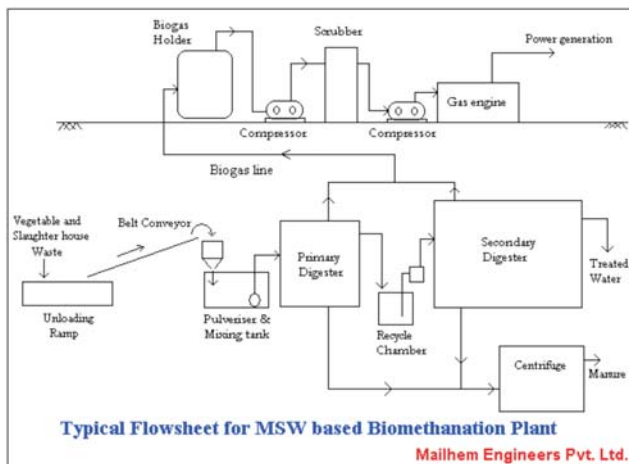 Biogas
Holder
Scrubber
Power generation
Gas engine
Compressor
Compressor
Biogas line
Vegetable and
Slaughter house
Waste
Belt Conveyor
Primary
Digester
Secondary
Digester
Treated
Water
Unloading
Ramp
Pulveriser &
Mixing tank
Recycle
Chamber
Centrifuge
Manure
Typical Flowsheet for MSW based Biomethanation Plant
Mailhem Engineers Pvt. Ltd.